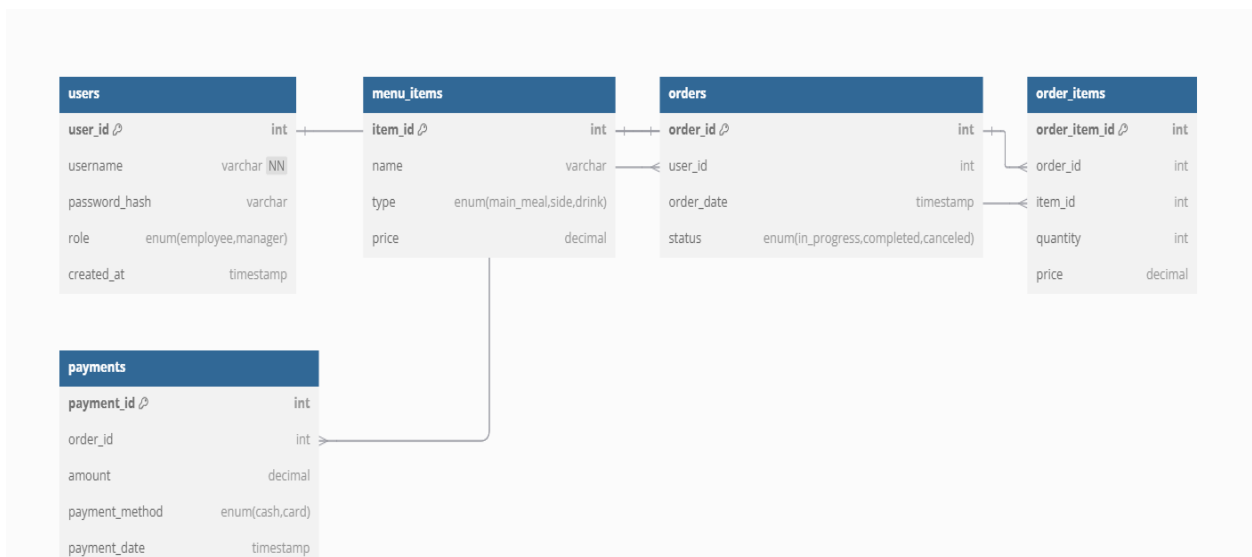 users
user_id int
username varchar NN
password_hash varchar
role enum(employee,manager)
created_at timestamp
menu_items
item_id int
name varchar
type enum(main_meal,side,drink)
price decimal
orders
order_id int
user_id int
order_date timestamp
status enum(in_progress,completed,canceled)
order_items
order_item_id int
order_id int
item_id int
quantity int
price decimal
payments
payment_id int
order_id int
amount decimal
payment_method enum(cash,card)
payment_date timestamp